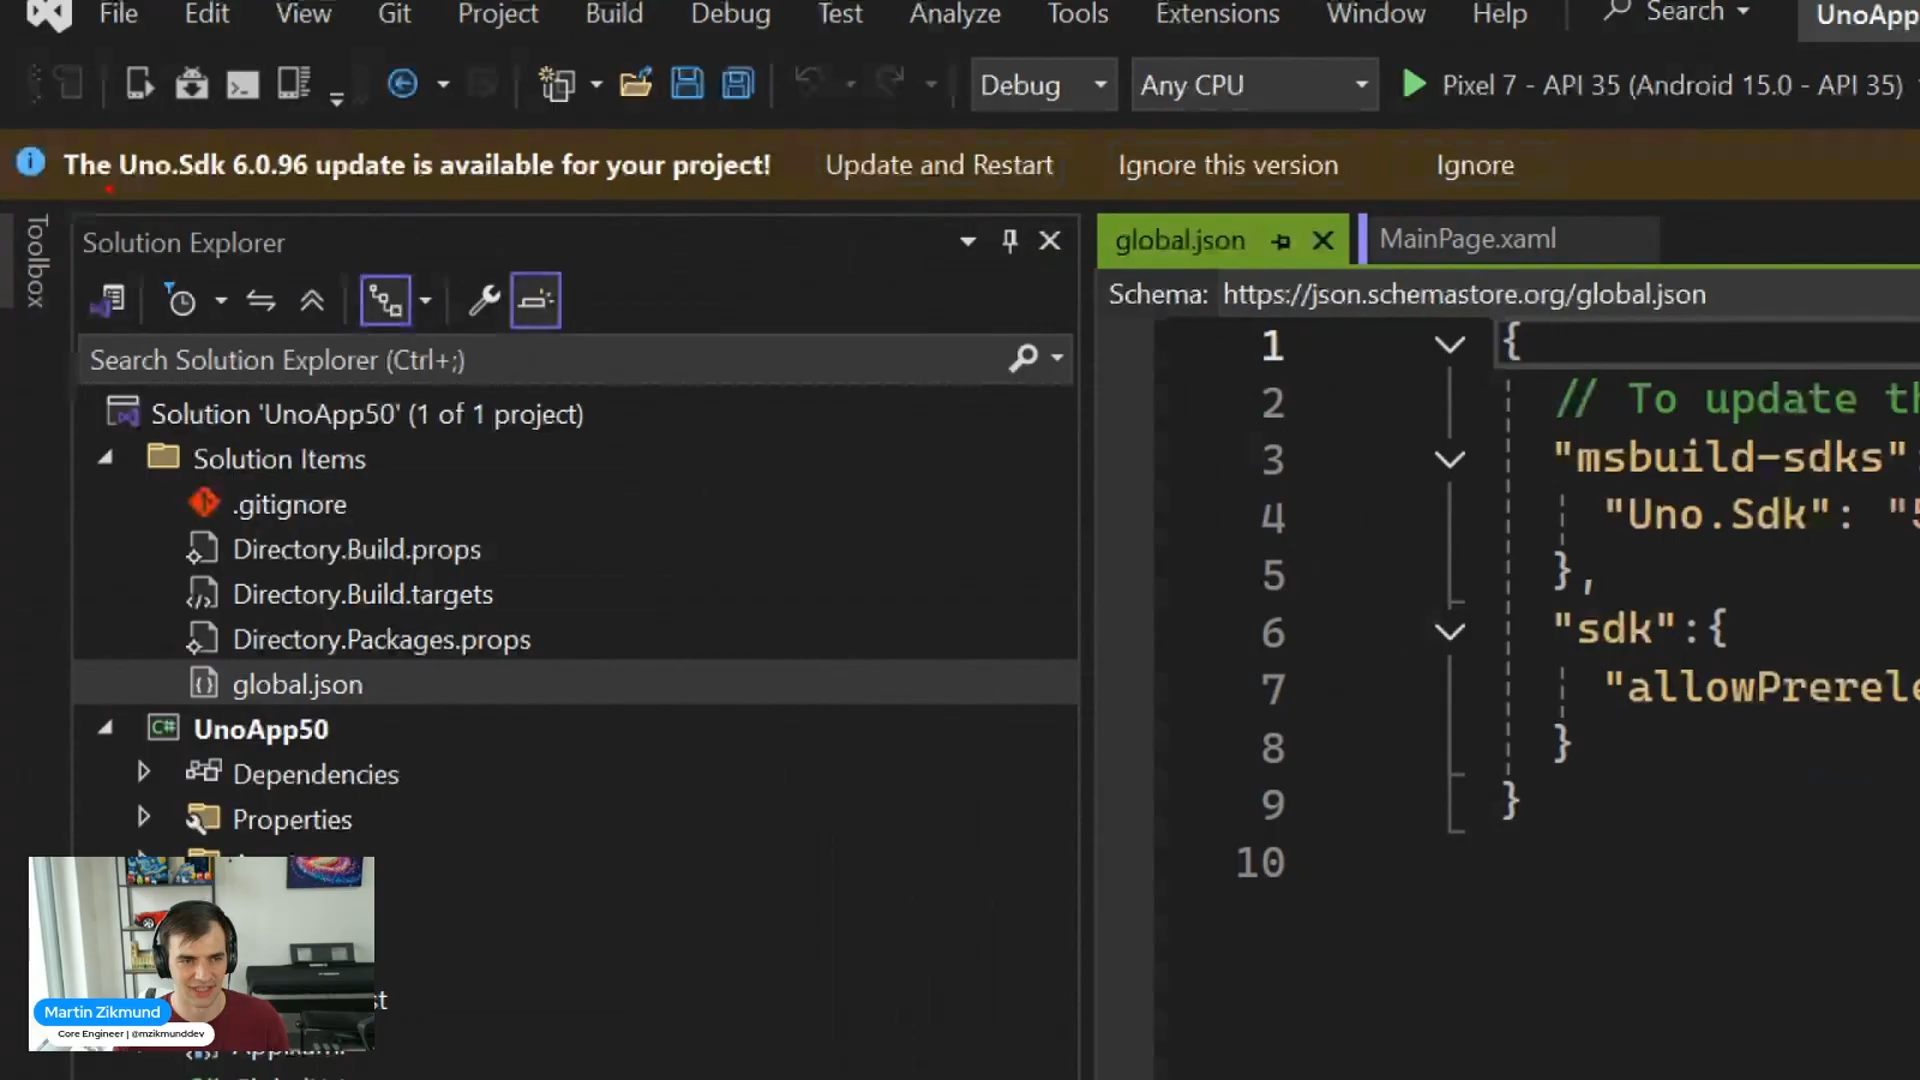 File Edit View Git Project Build Debug Test Analyze Tools Extensions Window Help Search UnoApp
Debug Any CPU Pixel 7 - API 35 (Android 15.0 - API 35)
The Uno.Sdk 6.0.96 update is available for your project! Update and Restart Ignore this version Ignore
Toolbox
Solution Explorer
global.json MainPage.xaml
Schema: https://json.schemastore.org/global.json
Search Solution Explorer (Ctrl+;)
Solution 'UnoApp50' (1 of 1 project)
Solution Items
.gitignore
Directory.Build.props
Directory.Build.targets
Directory.Packages.props
global.json
UnoApp50
Dependencies
Properties
1 {
2 // To update th
3 "msbuild-sdks":
4 "Uno.Sdk": "5
5 },
6 "sdk":{
7 "allowPrerele
8 }
9 }
10
Martin Zikmund
Core Engineer | @mzikmunddev